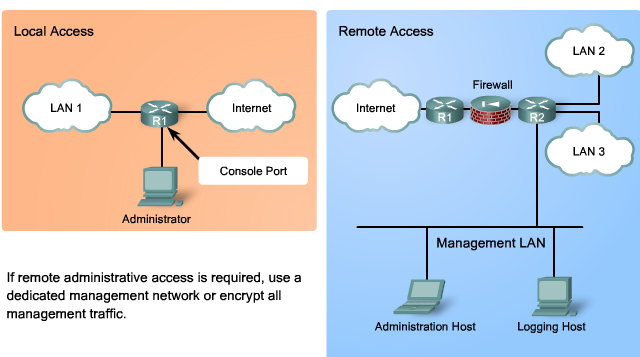 Local Access
LAN 1
R1
Internet
Console Port
Administrator
If remote administrative access is required, use a
dedicated management network or encrypt all
management traffic.
Remote Access
LAN 2
Firewall
Internet
R1
R2
LAN 3
Management LAN
Administration Host
Logging Host